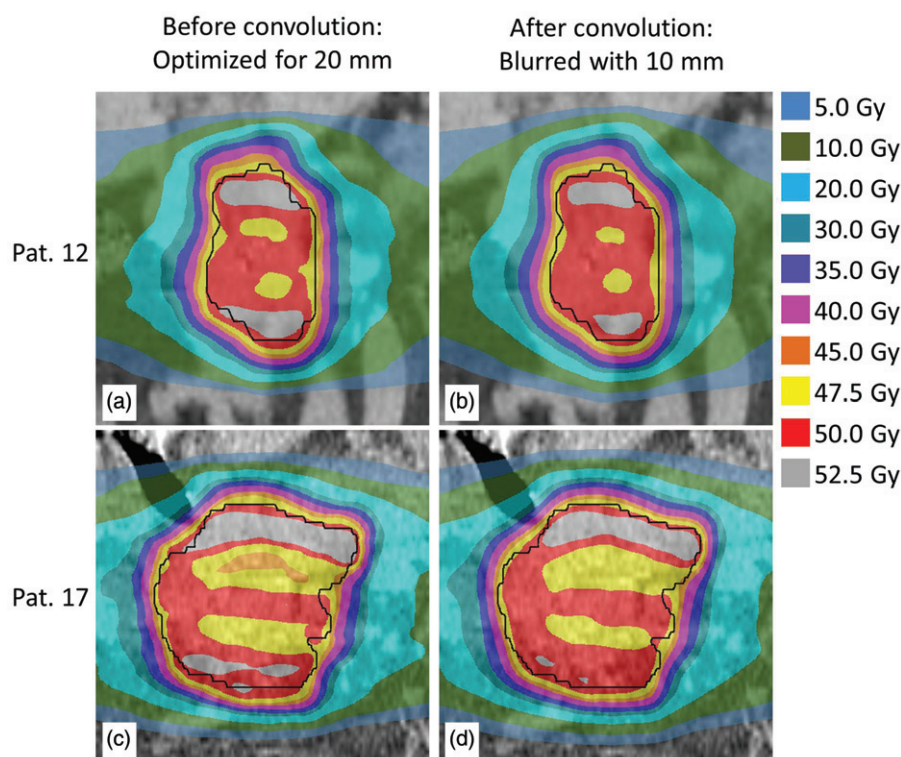 Before convolution:
Optimized for 20 mm
After convolution:
Blurred with 10 mm
Pat. 12
(a)
(b)
5.0 Gy
10.0 Gy
20.0 Gy
30.0 Gy
35.0 Gy
40.0 Gy
45.0 Gy
47.5 Gy
50.0 Gy
52.5 Gy
Pat. 17
(c)
(d)